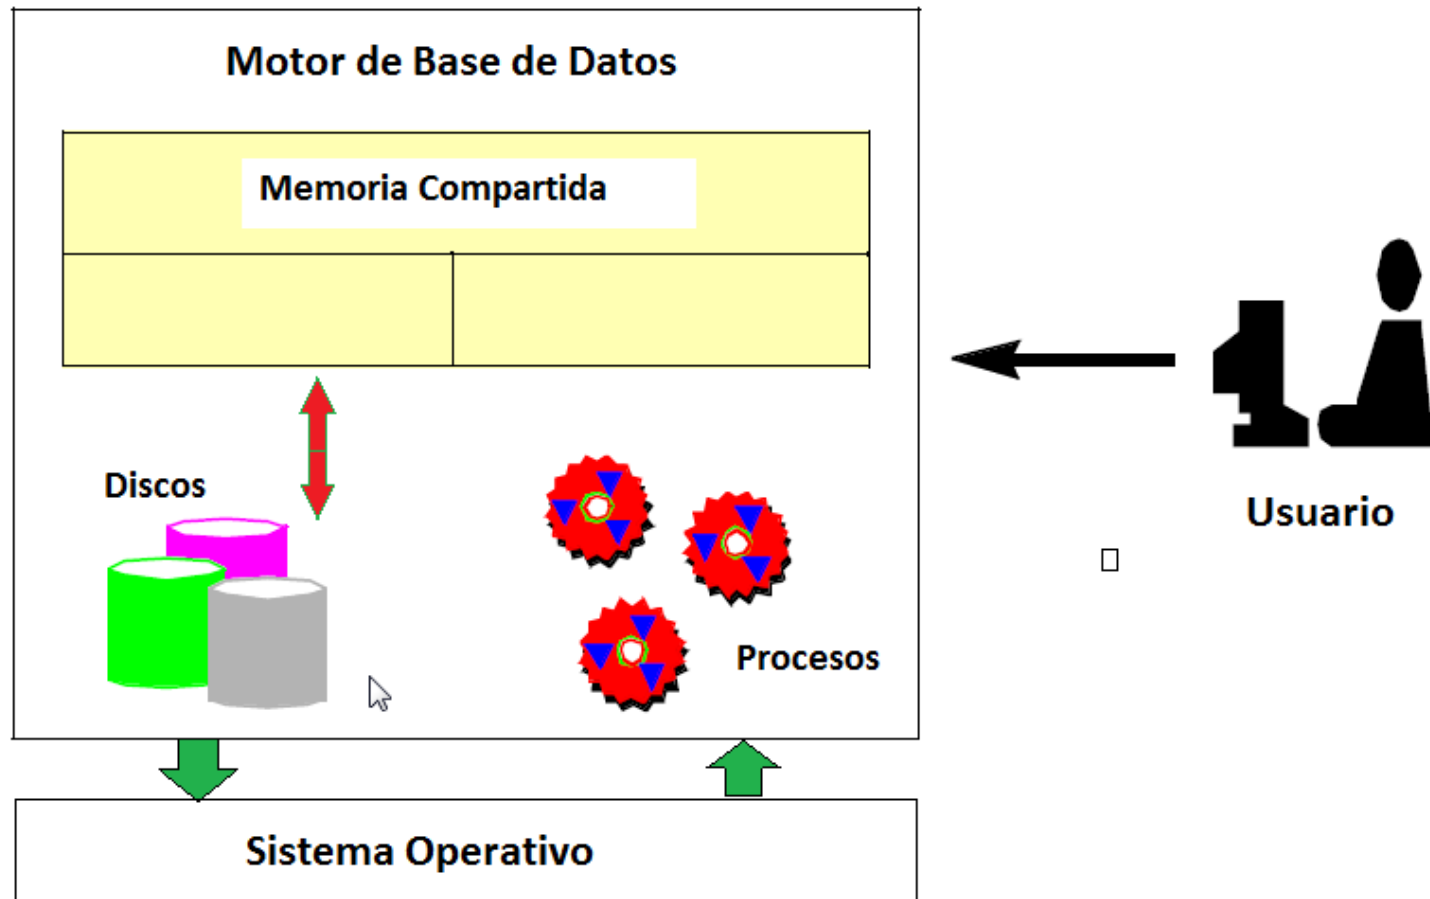 Motor de Base de Datos
Memoria Compartida
Discos
Usuario
Procesos
Sistema Operativo